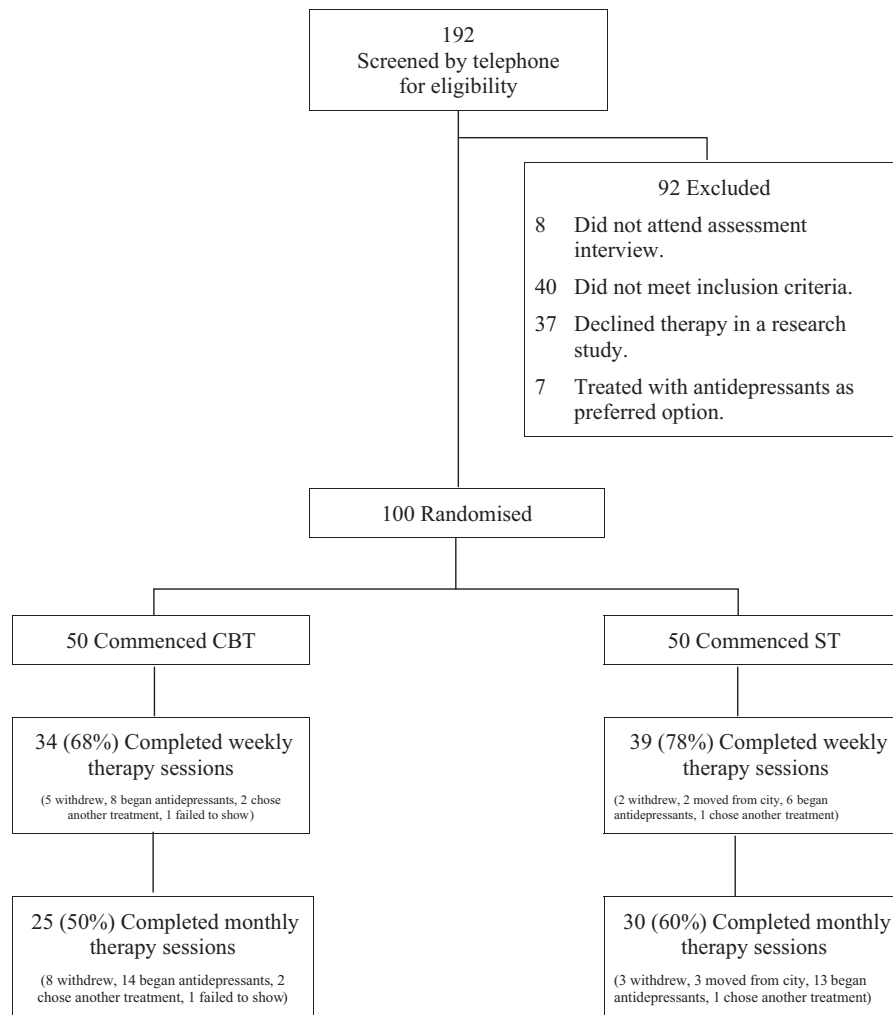 192
Screened by telephone
for eligibility
92 Excluded
8 Did not attend assessment
interview.
40 Did not meet inclusion criteria.
37 Declined therapy in a research
study.
7 Treated with antidepressants as
preferred option.
100 Randomised
50 Commenced CBT
50 Commenced ST
34 (68%) Completed weekly
therapy sessions
(5 withdrew, 8 began antidepressants, 2 chose
another treatment, 1 failed to show)
39 (78%) Completed weekly
therapy sessions
(2 withdrew, 2 moved from city, 6 began
antidepressants, 1 chose another treatment)
25 (50%) Completed monthly
therapy sessions
(8 withdrew, 14 began antidepressants, 2
chose another treatment, 1 failed to show)
30 (60%) Completed monthly
therapy sessions
(3 withdrew, 3 moved from city, 13 began
antidepressants, 1 chose another treatment)